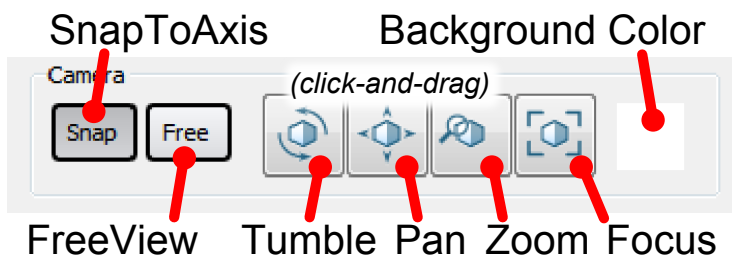 SnapToAxis Background Color
Camera
(click-and-drag)
Snap Free
FreeView Tumble Pan Zoom Focus